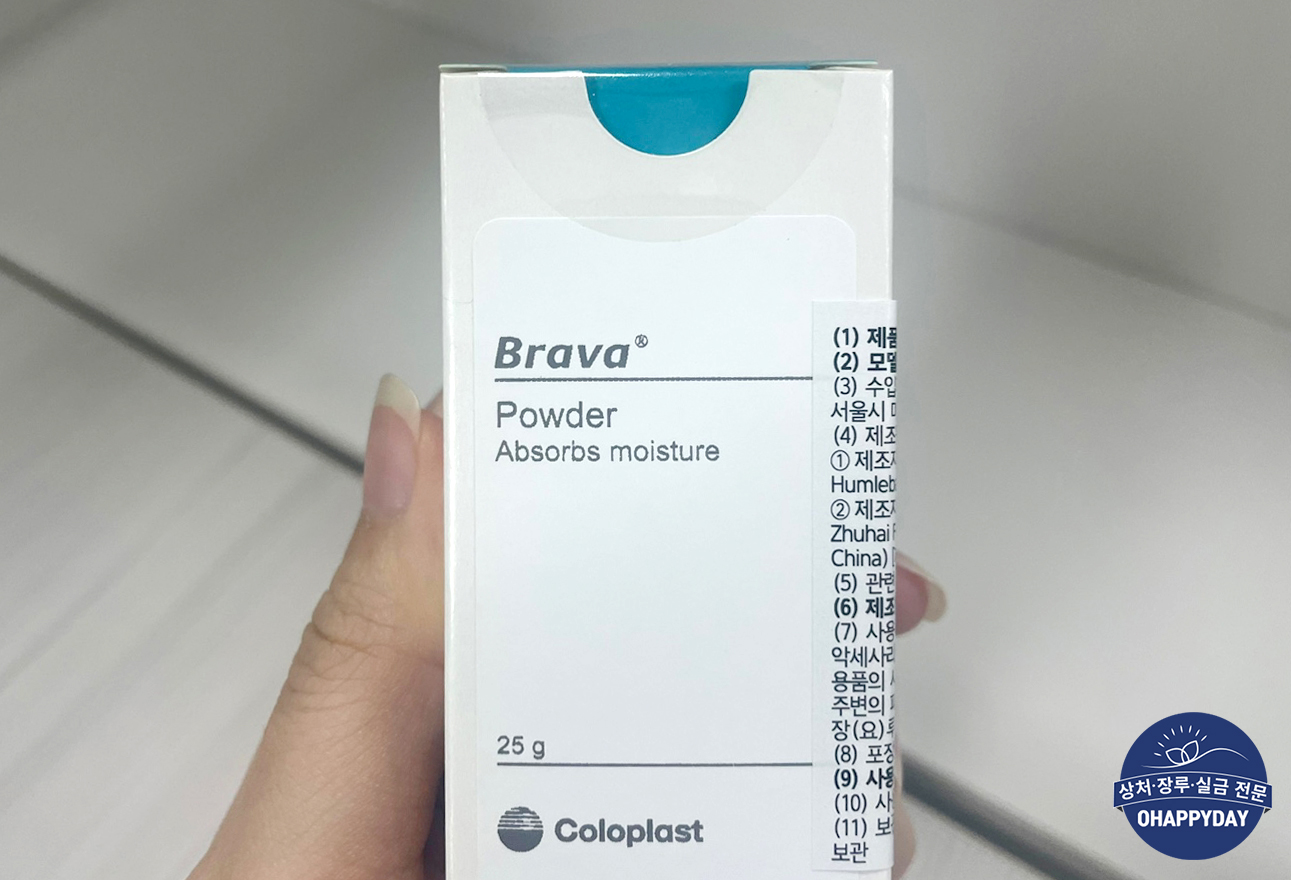 Brava®
Powder
Absorbs moisture
25 g
Coloplast
(1) 제품
(2) 모델
(3) 수입
서울시
(4) 제조
① 제조
② 제조
Zhuhai
China)
(5) 관련
(6) 제조
(7) 사용
악세사리
용품의
주변의
장(요)루
(8) 포장
(9) 사용
(10) 사
(11) 보
보관
상처·장루·실금 전문
OHAPPYDAY